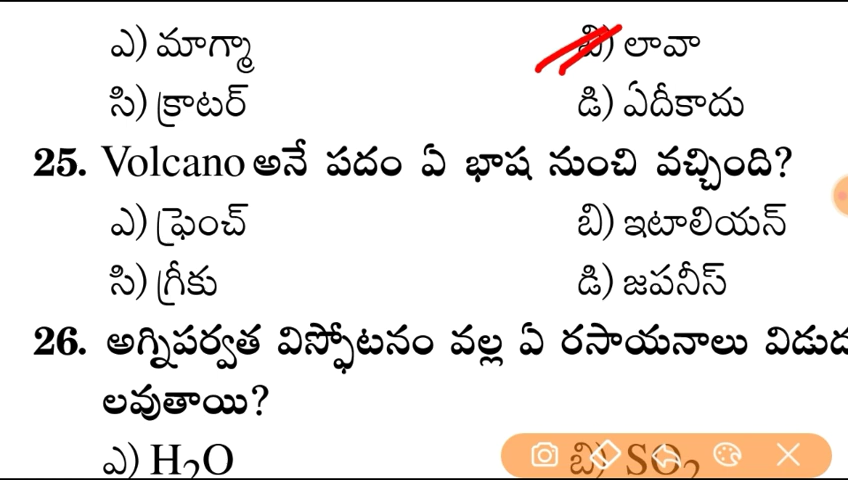 ఎ) మాగ్మా బి) లావా
సి) క్రాటర్ డి) ఏదీకాదు
25. Volcano అనే పదం ఏ భాష నుంచి వచ్చింది?
ఎ) ఫ్రెంచ్ బి) ఇటాలియన్
సి) గ్రీకు డి) జపనీస్
26. అగ్నిపర్వత విస్ఫోటనం వల్ల ఏ రసాయనాలు విడుద
లవుతాయి?
ఎ) H₂O బి) SO₂